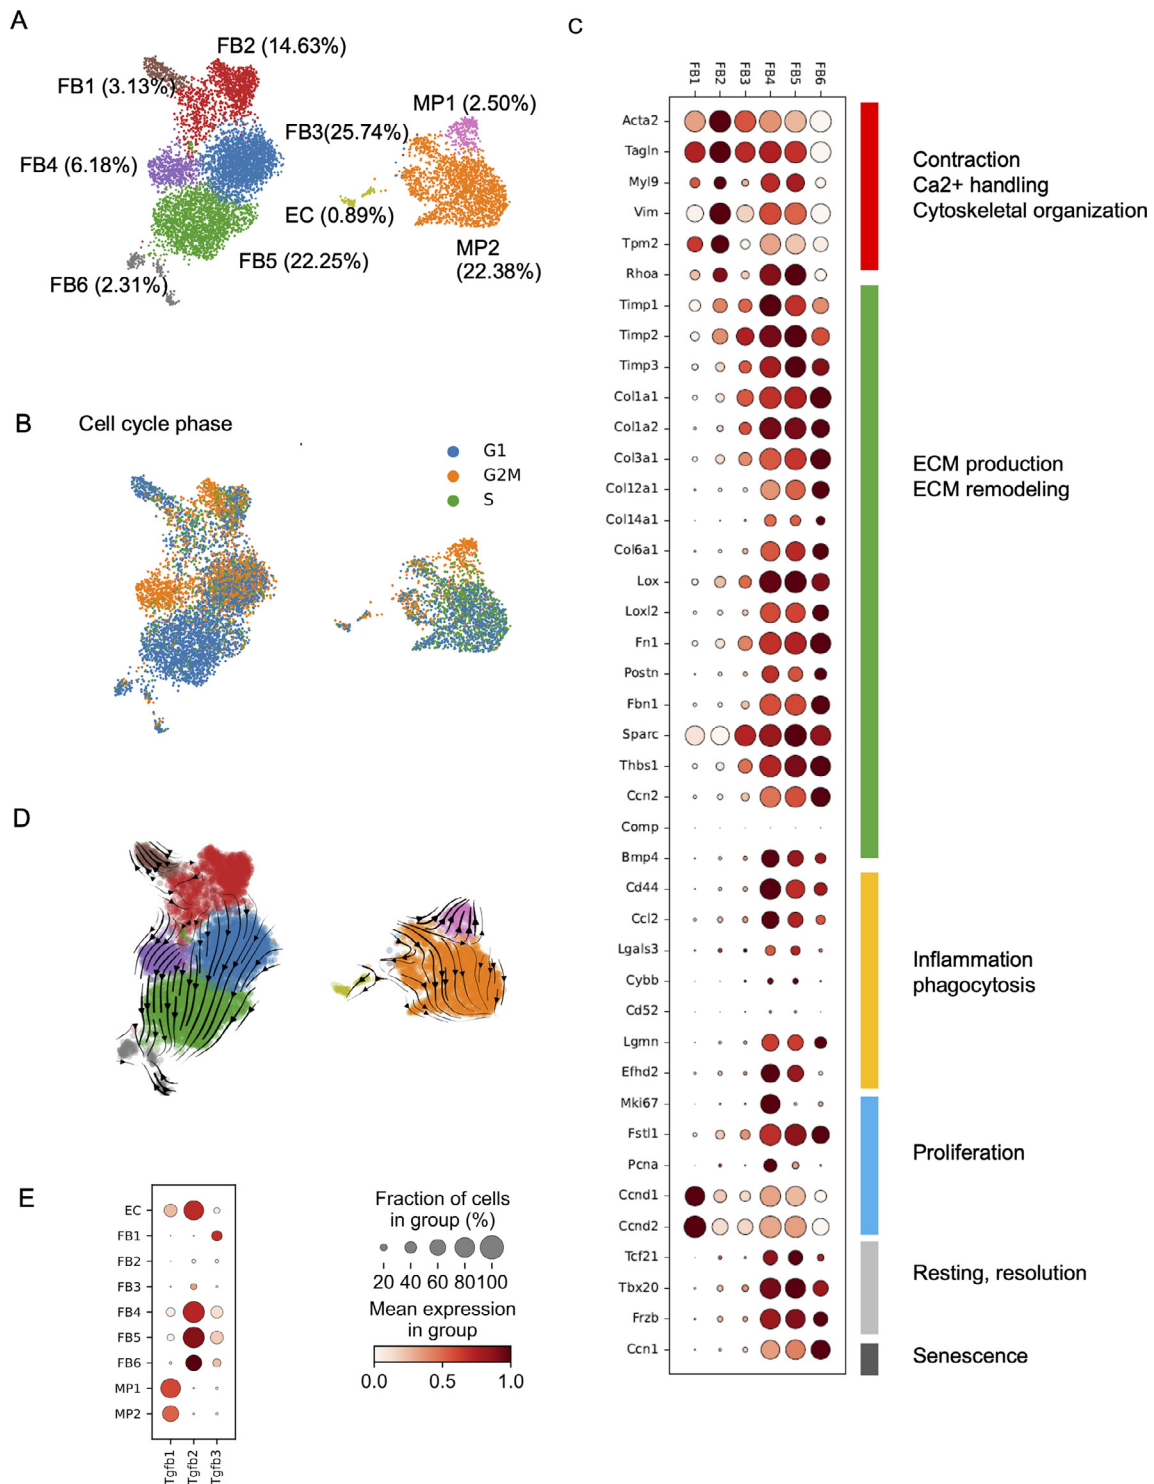 A
FB2 (14.63%)
FB1 (3.13%)
MP1 (2.50%)
FB3(25.74%)
FB4 (6.18%)
EC (0.89%)
MP2
(22.38%)
FB5 (22.25%)
FB6 (2.31%)
B
Cell cycle phase
G1
G2M
S
C
FB1
FB2
FB3
FB4
FB5
FB6
Acta2
Tagln
Myl9
Vim
Tpm2
Rhoa
Timp1
Timp2
Timp3
Col1a1
Col1a2
Col3a1
Col12a1
Col14a1
Col6a1
Lox
Loxl2
Fn1
Postn
Fbn1
Sparc
Thbs1
Ccn2
Comp
Bmp4
Cd44
Ccl2
Lgals3
Cybb
Cd52
Lgmn
Efhd2
Mki67
Fstl1
Pcna
Ccnd1
Ccnd2
Tcf21
Tbx20
Frzb
Ccn1
Contraction
Ca2+ handling
Cytoskeletal organization
ECM production
ECM remodeling
Inflammation
phagocytosis
Proliferation
Resting, resolution
Senescence
D
E
EC
FB1
FB2
FB3
FB4
FB5
FB6
MP1
MP2
Tgfb1
Tgfb2
Tgfb3
Fraction of cells
in group (%)
20 40 60 80 100
Mean expression
in group
0.0 0.5 1.0